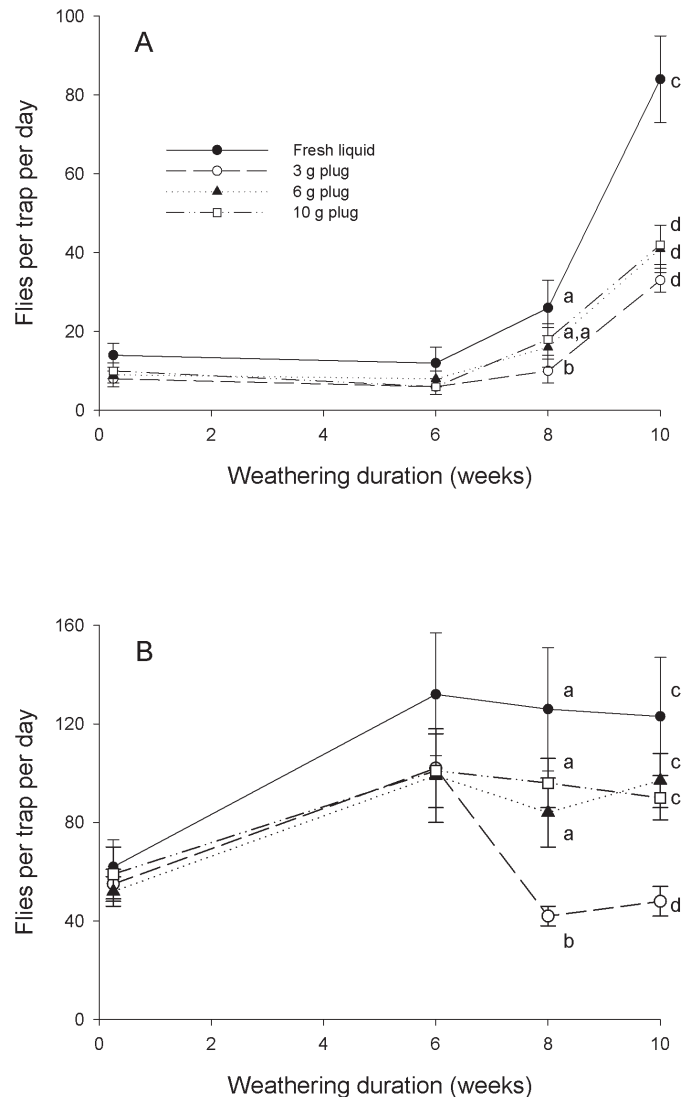 100
A
80
Fresh liquid
3 g plug
6 g plug
10 g plug
60
40
20
0
Flies per trap per day
c
d
d
d
a
a,a
b
0 2 4 6 8 10
Weathering duration (weeks)
160
B
120
80
40
0
Flies per trap per day
a
c
a
c
c
a
d
b
0 2 4 6 8 10
Weathering duration (weeks)